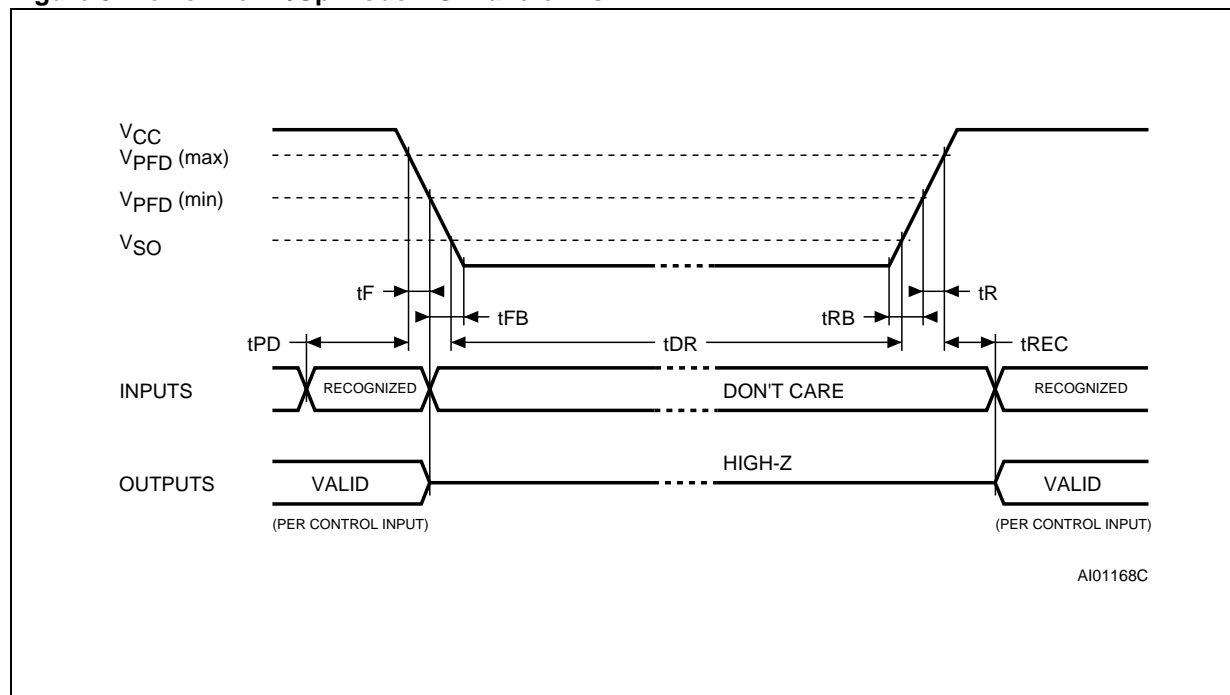 VCC
VPFD (max)
VPFD (min)
VSO
tF
tR
tFB
tRB
tPD
tDR
tREC
INPUTS
RECOGNIZED
DON'T CARE
RECOGNIZED
HIGH-Z
OUTPUTS
VALID
VALID
(PER CONTROL INPUT)
(PER CONTROL INPUT)
AI01168C